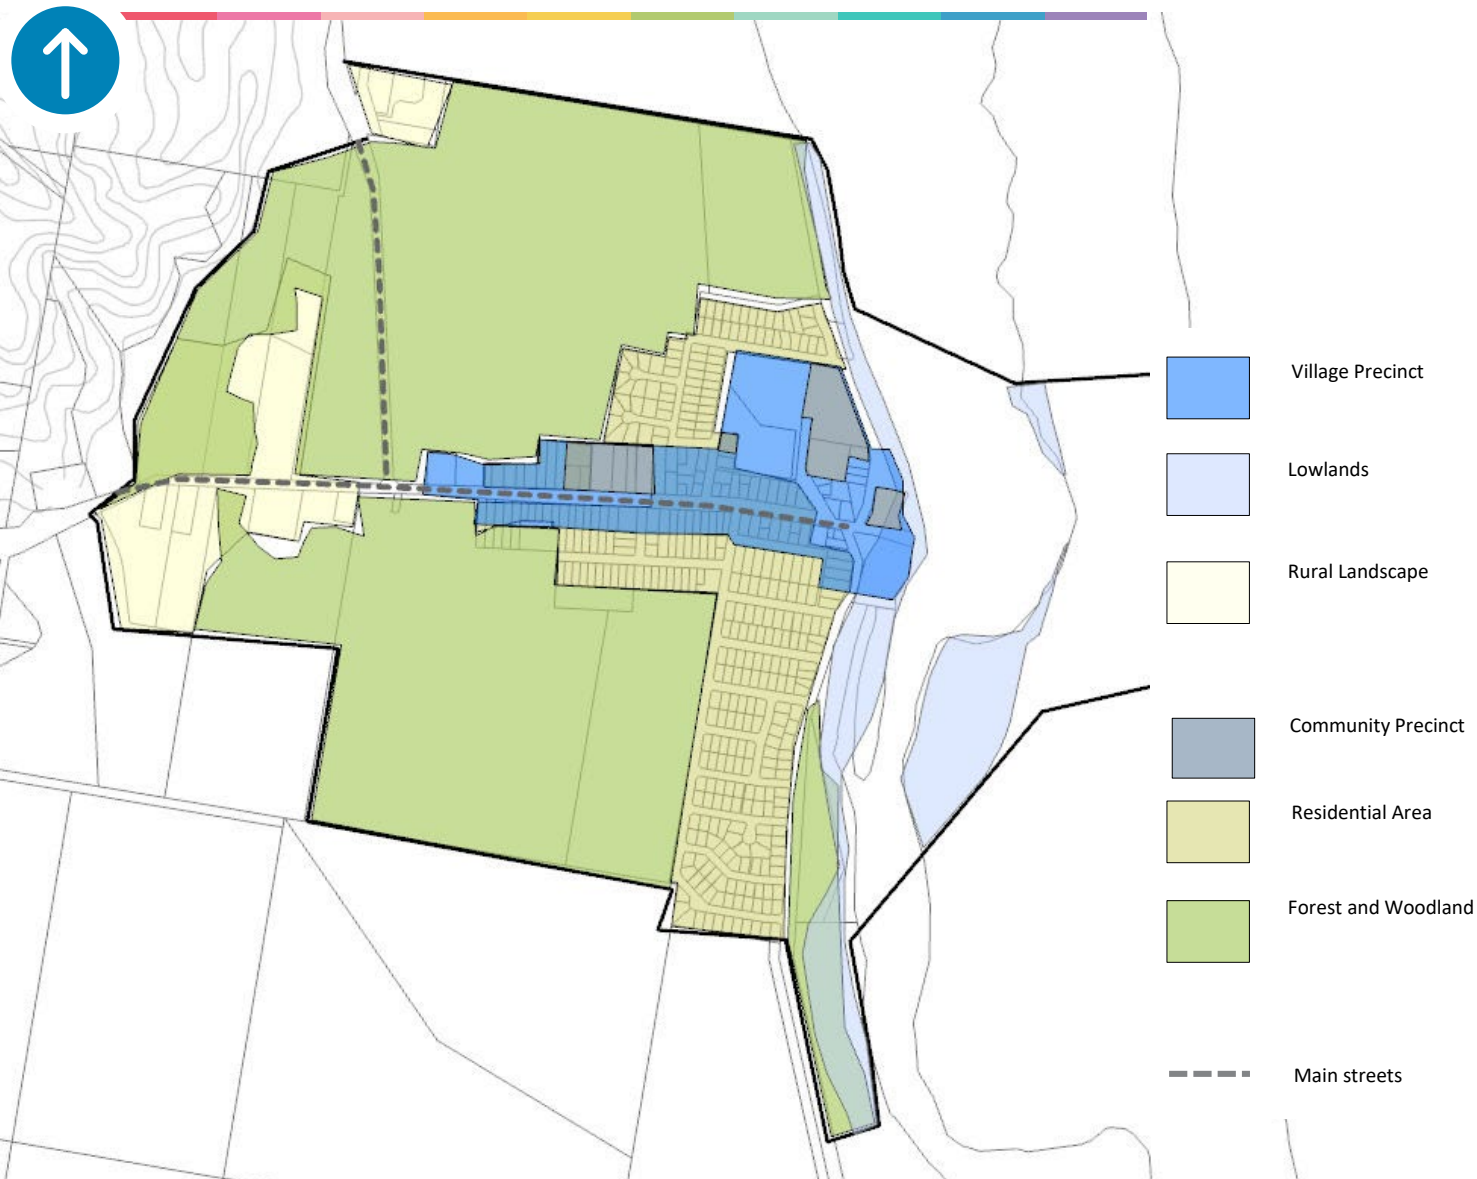 Village Precinct
Lowlands
Rural Landscape
Community Precinct
Residential Area
Forest and Woodland
Main streets